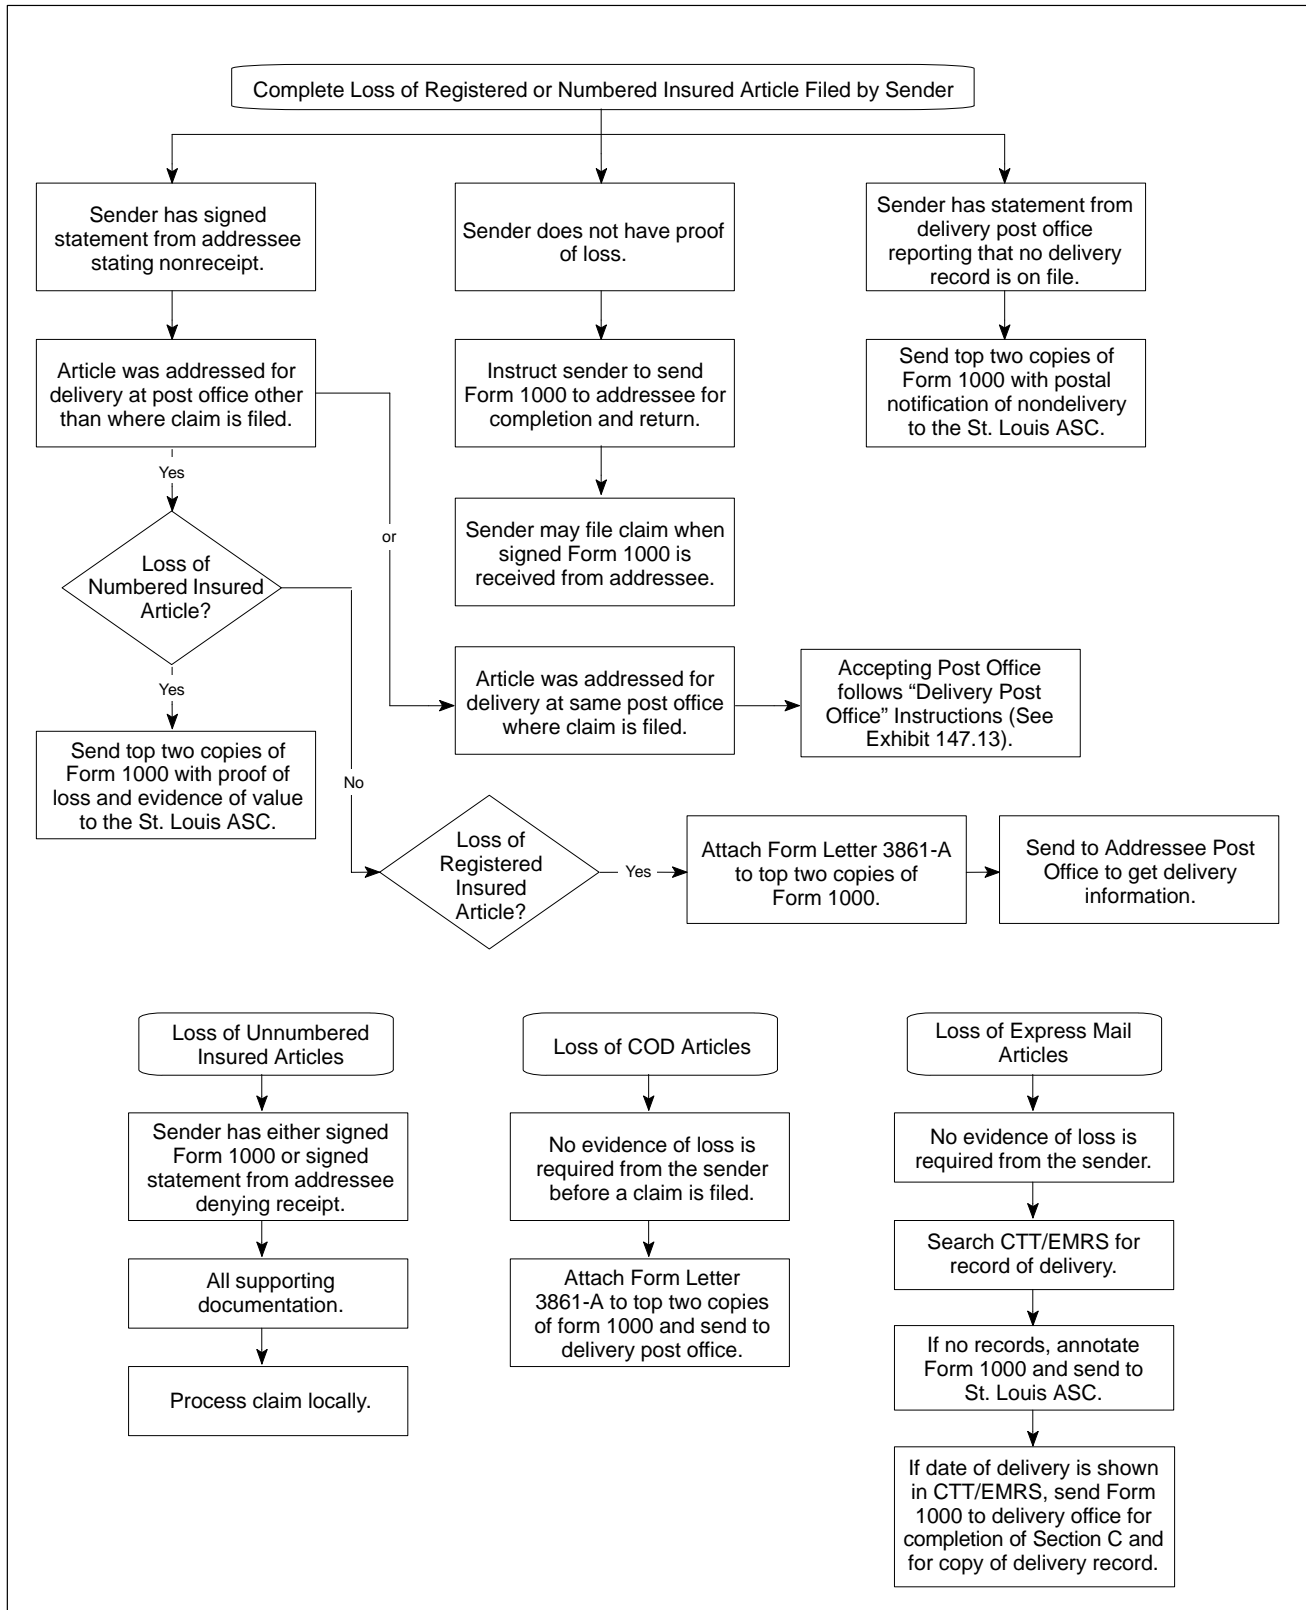 Complete Loss of Registered or Numbered Insured Article Filed by Sender
Sender has signed
statement from addressee
stating nonreceipt.
Sender does not have proof
of loss.
Sender has statement from
delivery post office
reporting that no delivery
record is on file.
Article was addressed for
delivery at post office other
than where claim is filed.
Instruct sender to send
Form 1000 to addressee for
completion and return.
Send top two copies of
Form 1000 with postal
notification of nondelivery
to the St. Louis ASC.
Yes
or
Sender may file claim when
signed Form 1000 is
received from addressee.
Loss of
Numbered Insured
Article?
Yes
No
Article was addressed for
delivery at same post office
where claim is filed.
Accepting Post Office
follows “Delivery Post
Office” Instructions (See
Exhibit 147.13).
Send top two copies of
Form 1000 with proof of
loss and evidence of value
to the St. Louis ASC.
Loss of
Registered
Insured
Article?
Yes
Attach Form Letter 3861-A
to top two copies of
Form 1000.
Send to Addressee Post
Office to get delivery
information.
Loss of Unnumbered
Insured Articles
Sender has either signed
Form 1000 or signed
statement from addressee
denying receipt.
All supporting
documentation.
Process claim locally.
Loss of COD Articles
No evidence of loss is
required from the sender
before a claim is filed.
Attach Form Letter
3861-A to top two copies
of form 1000 and send to
delivery post office.
Loss of Express Mail
Articles
No evidence of loss is
required from the sender.
Search CTT/EMRS for
record of delivery.
If no records, annotate
Form 1000 and send to
St. Louis ASC.
If date of delivery is shown
in CTT/EMRS, send Form
1000 to delivery office for
completion of Section C and
for copy of delivery record.